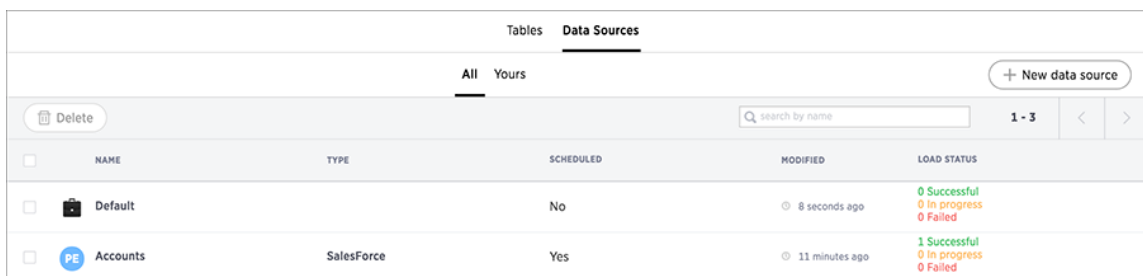 Tables Data Sources
All Yours + New data source
Delete search by name 1 - 3
NAME TYPE SCHEDULED MODIFIED LOAD STATUS
Default No 8 seconds ago 0 Successful
0 In progress
0 Failed
PE Accounts SalesForce Yes 11 minutes ago 1 Successful
0 In progress
0 Failed